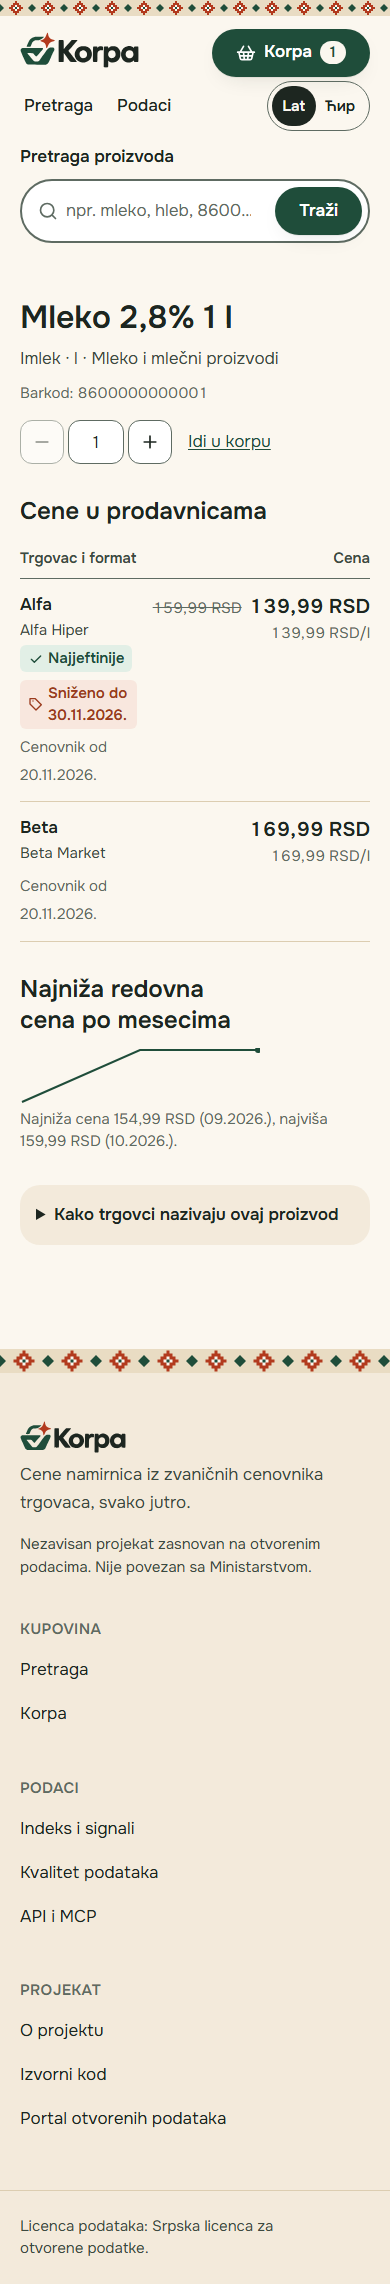 Korpa
Korpa 1
Pretraga Podaci Lat Ћир
Pretraga proizvoda
npr. mleko, hleb, 8600... Traži
Mleko 2,8% 1 l
Imlek · l · Mleko i mlečni proizvodi
Barkod: 8600000000001
− 1 + Idi u korpu
Cene u prodavnicama
Trgovac i format Cena
Alfa 159,99 RSD 139,99 RSD
Alfa Hiper 139,99 RSD/l
Najjeftinije
Sniženo do
30.11.2026.
Cenovnik od
20.11.2026.
Beta 169,99 RSD
Beta Market 169,99 RSD/l
Cenovnik od
20.11.2026.
Najniža redovna
cena po mesecima
Najniža cena 154,99 RSD (09.2026.), najviša
159,99 RSD (10.2026.).
Kako trgovci nazivaju ovaj proizvod
Korpa
Cene namirnica iz zvaničnih cenovnika
trgovaca, svako jutro.
Nezavisan projekat zasnovan na otvorenim
podacima. Nije povezan sa Ministarstvom.
KUPOVINA
Pretraga
Korpa
PODACI
Indeks i signali
Kvalitet podataka
API i MCP
PROJEKAT
O projektu
Izvorni kod
Portal otvorenih podataka
Licenca podataka: Srpska licenca za
otvorene podatke.